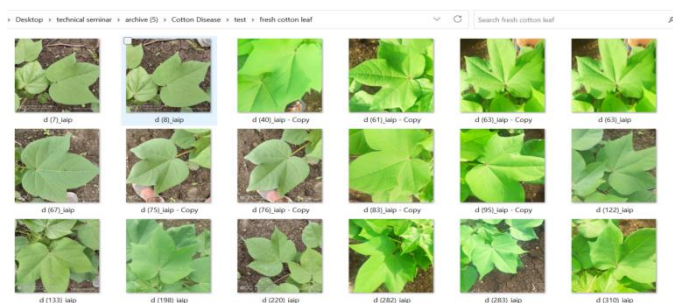 Desktop › technical seminar › archive (5) › Cotton Disease › test › fresh cotton leaf
Search fresh cotton leaf
d (7)_iaip
d (8)_iaip
d (40)_iaip - Copy
d (61)_iaip - Copy
d (63)_iaip - Copy
d (63)_iaip
d (67)_iaip
d (75)_iaip - Copy
d (76)_iaip - Copy
d (83)_iaip - Copy
d (95)_iaip - Copy
d (122)_iaip
d (133)_iaip
d (198)_iaip
d (220)_iaip
d (282)_iaip
d (283)_iaip
d (310)_iaip